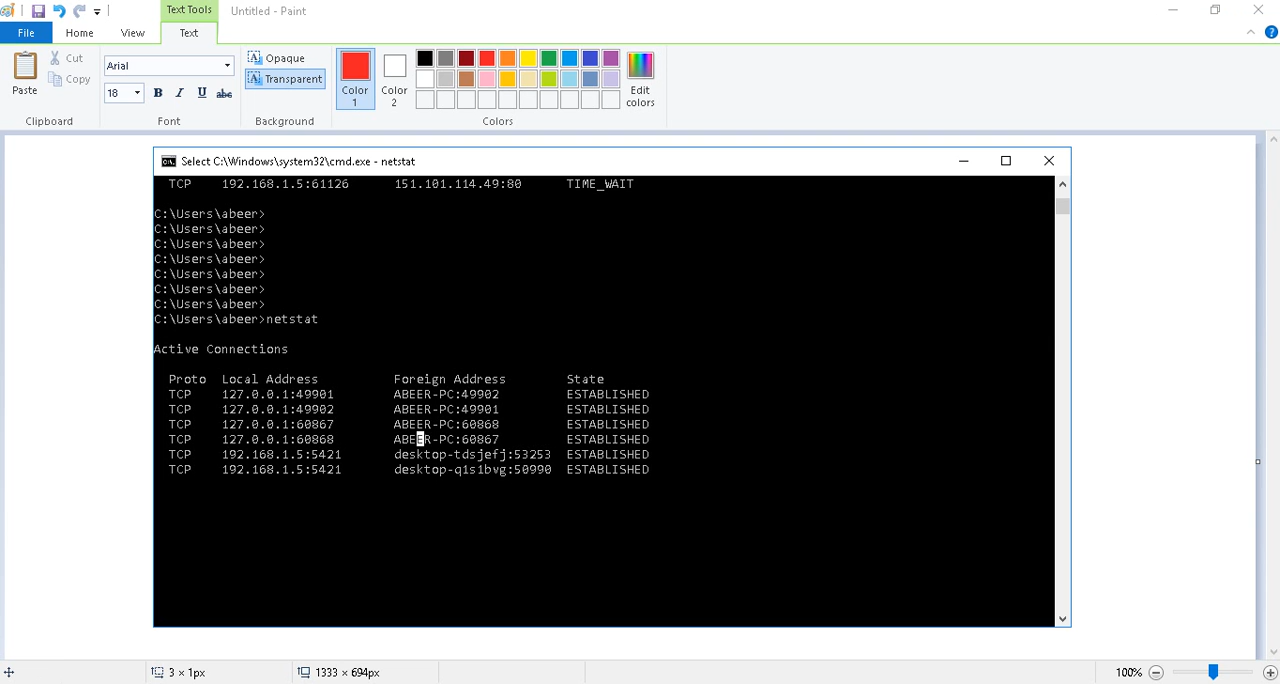 Text Tools
Untitled - Paint
File
Home
View
Text
Paste
Cut
Copy
Clipboard
Arial
18
B I U abc
Font
Opaque
Transparent
Background
Color 1
Color 2
Edit colors
Colors
Select C:\Windows\system32\cmd.exe - netstat
TCP 192.168.1.5:61126 151.101.114.49:80 TIME_WAIT
C:\Users\abeer>
C:\Users\abeer>
C:\Users\abeer>
C:\Users\abeer>
C:\Users\abeer>
C:\Users\abeer>
C:\Users\abeer>
C:\Users\abeer>netstat
Active Connections
Proto Local Address Foreign Address State
TCP 127.0.0.1:49901 ABEER-PC:49902 ESTABLISHED
TCP 127.0.0.1:49902 ABEER-PC:49901 ESTABLISHED
TCP 127.0.0.1:60867 ABEER-PC:60868 ESTABLISHED
TCP 127.0.0.1:60868 ABEER-PC:60867 ESTABLISHED
TCP 192.168.1.5:5421 desktop-tdsjefj:53253 ESTABLISHED
TCP 192.168.1.5:5421 desktop-q1s1bvg:50990 ESTABLISHED
3 × 1px
1333 × 694px
100%